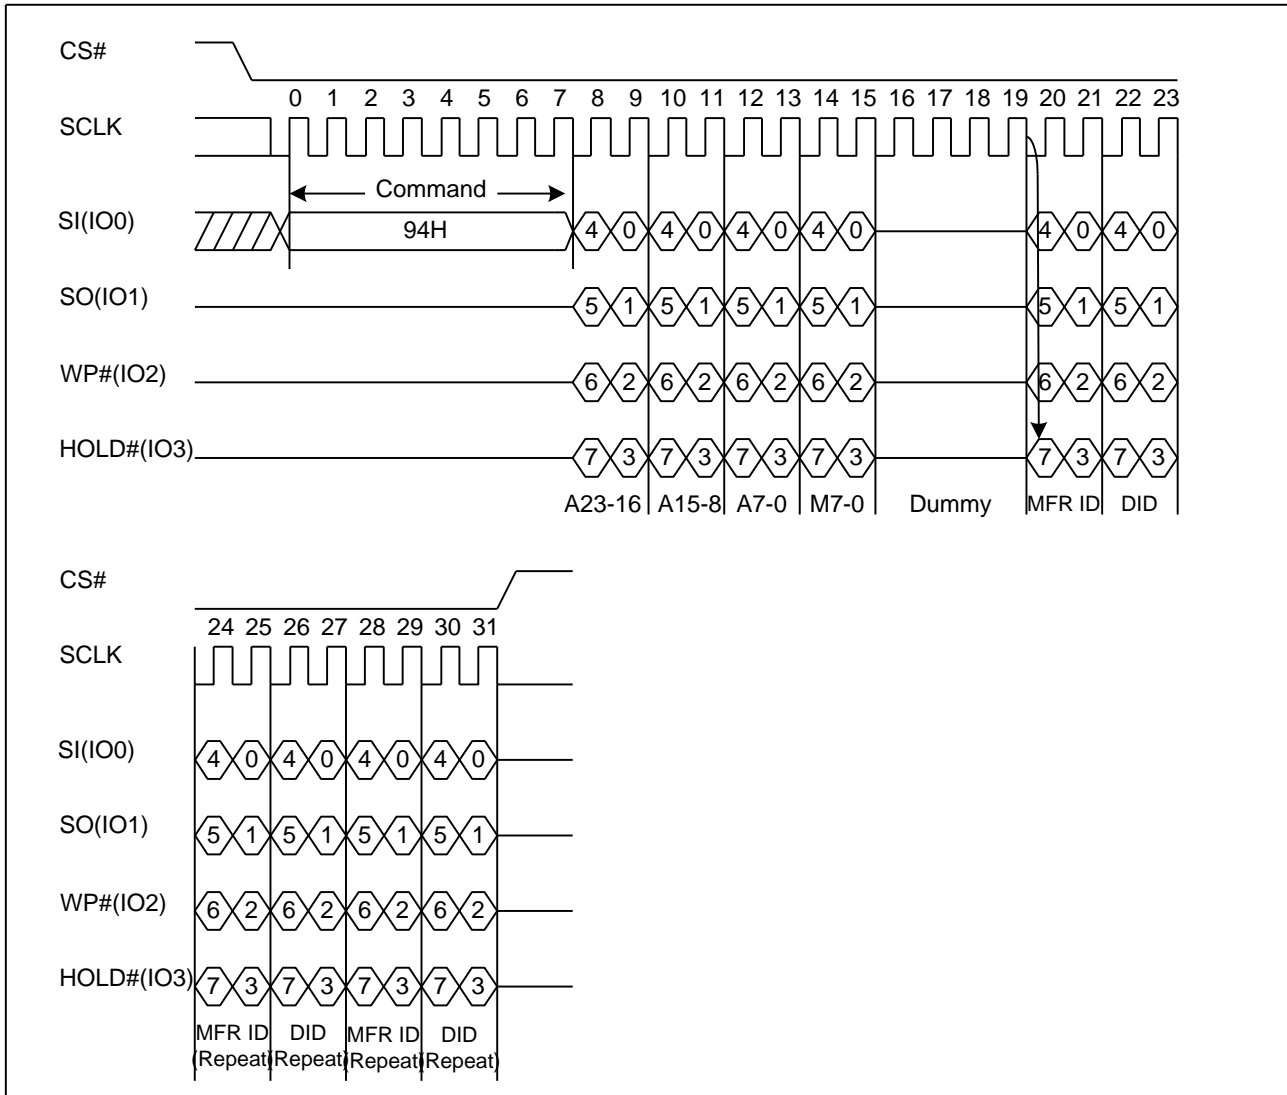 CS#
0 1 2 3 4 5 6 7 8 9 10 11 12 13 14 15 16 17 18 19 20 21 22 23
SCLK
Command
SI(IO0) 94H 4 0 4 0 4 0 4 0 4 0 4 0
SO(IO1) 5 1 5 1 5 1 5 1 5 1 5 1
WP#(IO2) 6 2 6 2 6 2 6 2 6 2 6 2
HOLD#(IO3) 7 3 7 3 7 3 7 3 7 3 7 3
A23-16 A15-8 A7-0 M7-0 Dummy MFR ID DID
CS#
24 25 26 27 28 29 30 31
SCLK
SI(IO0) 4 0 4 0 4 0 4 0
SO(IO1) 5 1 5 1 5 1 5 1
WP#(IO2) 6 2 6 2 6 2 6 2
HOLD#(IO3) 7 3 7 3 7 3 7 3
MFR ID DID MFR ID DID
(Repeat) (Repeat) (Repeat) (Repeat)